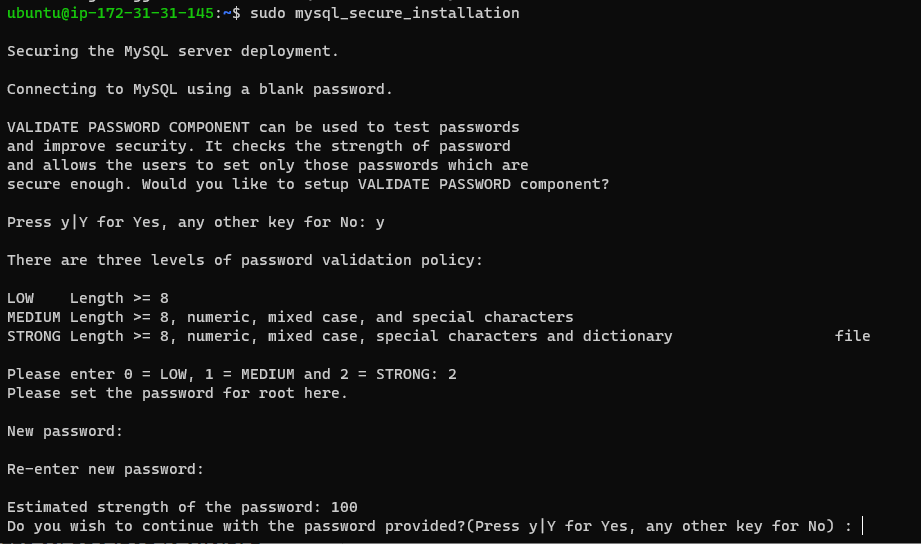 ubuntu@ip-172-31-31-145:~$ sudo mysql_secure_installation
Securing the MySQL server deployment.
Connecting to MySQL using a blank password.
VALIDATE PASSWORD COMPONENT can be used to test passwords
and improve security. It checks the strength of password
and allows the users to set only those passwords which are
secure enough. Would you like to setup VALIDATE PASSWORD component?
Press y|Y for Yes, any other key for No: y
There are three levels of password validation policy:
LOW    Length >= 8
MEDIUM Length >= 8, numeric, mixed case, and special characters
STRONG Length >= 8, numeric, mixed case, special characters and dictionary                  file
Please enter 0 = LOW, 1 = MEDIUM and 2 = STRONG: 2
Please set the password for root here.
New password:
Re-enter new password:
Estimated strength of the password: 100
Do you wish to continue with the password provided?(Press y|Y for Yes, any other key for No) :